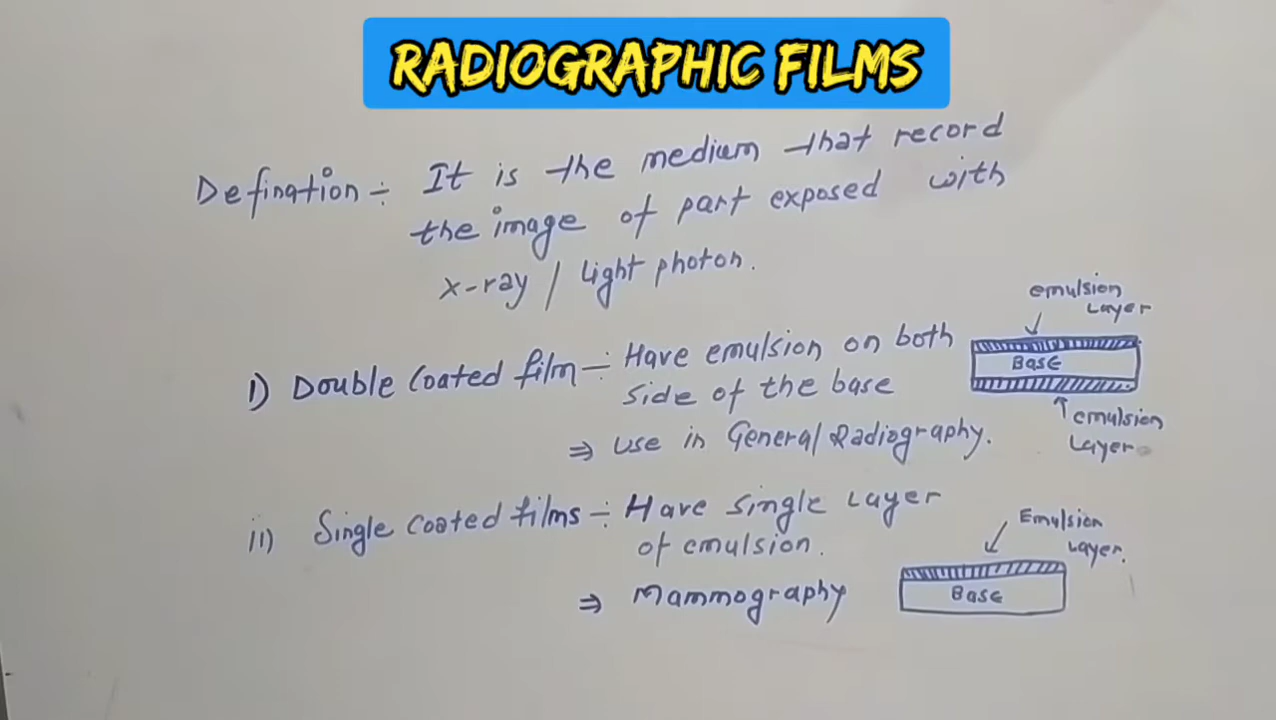 RADIOGRAPHIC FILMS
Defination ÷ It is the medium that record
the image of part exposed with
x-ray / light photon.
emulsion
Layer
i) Double Coated film ÷ Have emulsion on both
side of the base
⇒ use in General Radiography.
Base
emulsion
Layer
ii) Single coated films ÷ Have single Layer
of emulsion.
⇒ Mammography
Emulsion
Layer.
Base